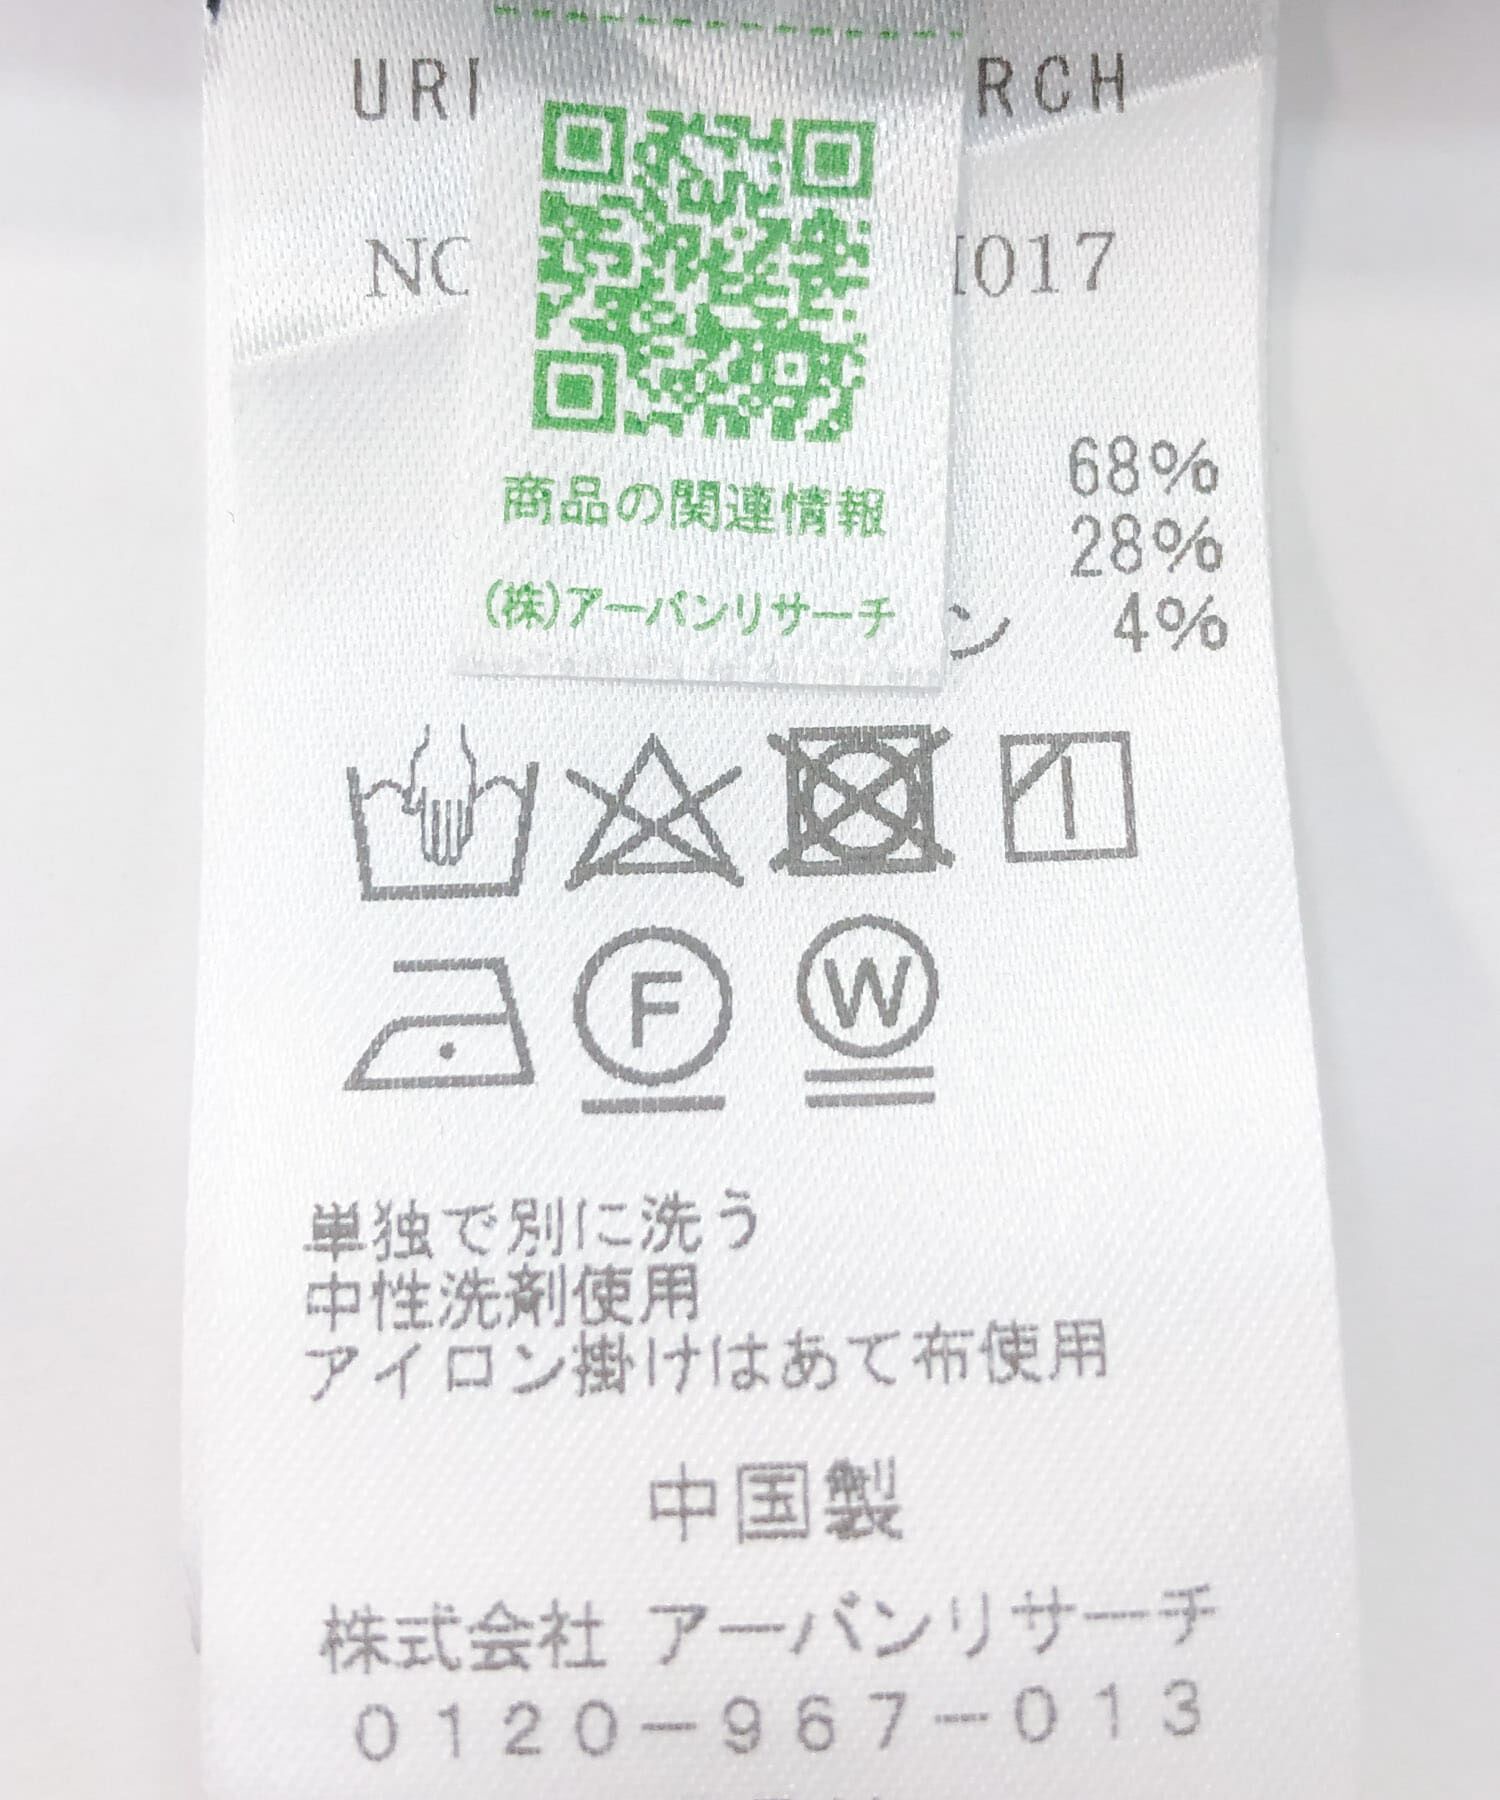 RCH
017
商品の関連情報
(株)アーバンリサーチ
68%
28%
ン 4%
F
W
単独で別に洗う
中性洗剤使用
アイロン掛けはあて布使用
中国製
株式会社 アーバンリサーチ
0120-967-013